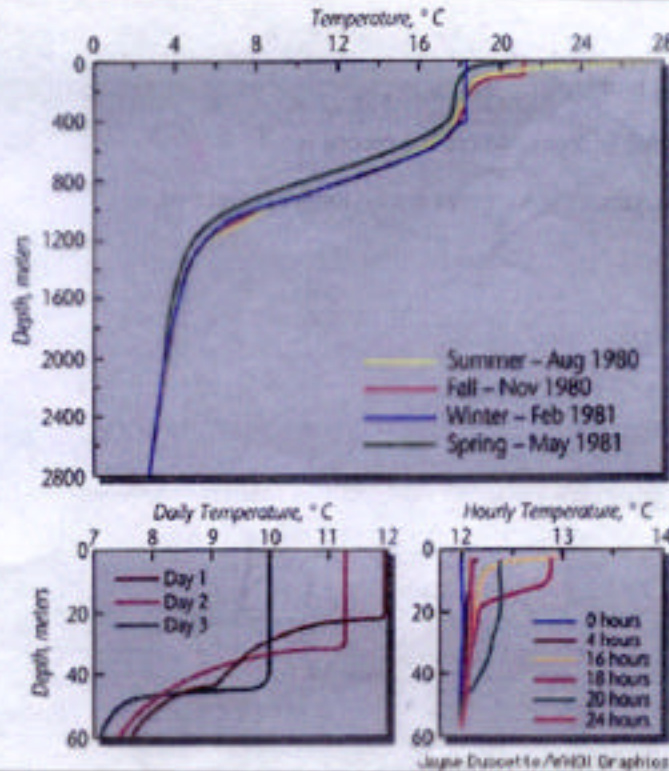 Temperature, ° C
0 4 8 12 16 20 24 28
0
400
800
1200
1600
2000
2400
2800
Depth, meters
Summer – Aug 1980
Fall – Nov 1980
Winter – Feb 1981
Spring – May 1981
Daily Temperature, ° C
7 8 9 10 11 12
0
20
40
60
Depth, meters
Day 1
Day 2
Day 3
Hourly Temperature, ° C
12 13 14
0
20
40
60
0 hours
4 hours
16 hours
18 hours
20 hours
24 hours
Jayne Doucette/WHOI Graphics